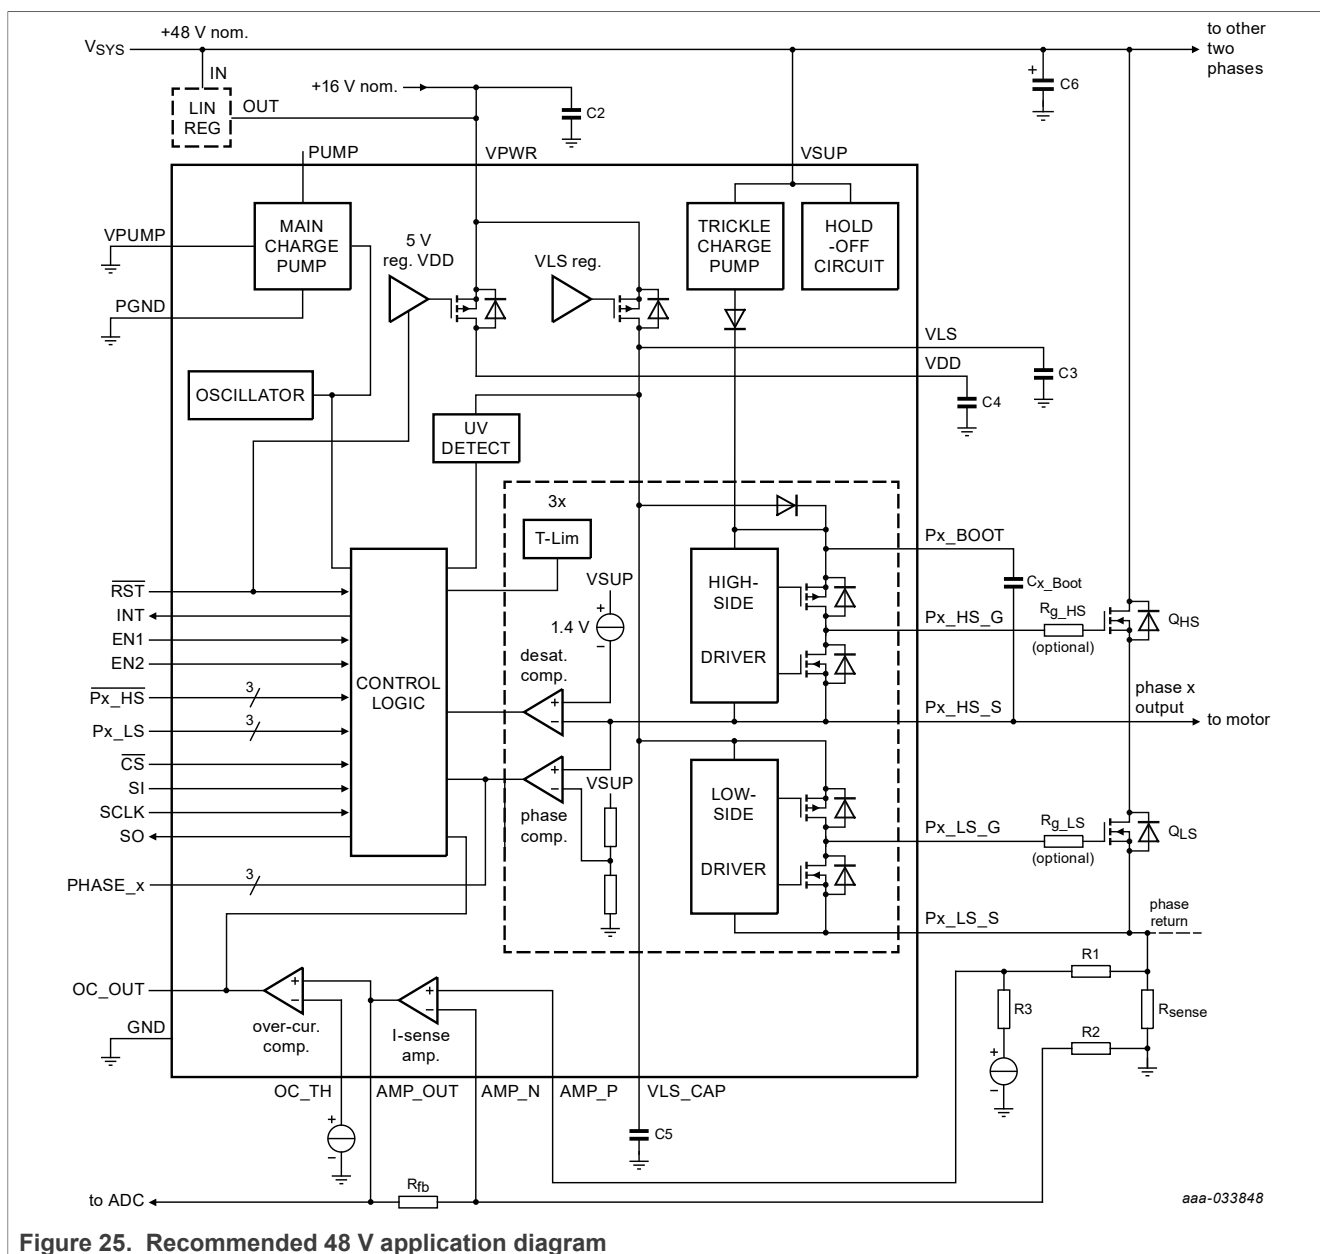 +48 V nom.
VSYS
to other
two
phases
IN
LIN
REG
OUT
+16 V nom.
C2
+
C6
PUMP
VPWR
VSUP
MAIN
CHARGE
PUMP
VPUMP
PGND
5 V
reg. VDD
VLS reg.
TRICKLE
CHARGE
PUMP
HOLD
-OFF
CIRCUIT
VLS
VDD
C3
C4
OSCILLATOR
UV
DETECT
3x
T-Lim
VSUP
+
1.4 V
−
desat.
comp.
+
−
HIGH-
SIDE
DRIVER
Px_BOOT
Cx_Boot
Px_HS_G
Rg_HS
(optional)
QHS
Px_HS_S
phase x
output
to motor
RST
INT
EN1
EN2
Px_HS
3
Px_LS
3
CS
SI
SCLK
SO
PHASE_x
3
CONTROL
LOGIC
+
−
phase
comp.
VSUP
LOW-
SIDE
DRIVER
Px_LS_G
Rg_LS
(optional)
QLS
Px_LS_S
phase
return
R1
R3
Rsense
R2
+
−
OC_OUT
GND
+
−
over-cur.
comp.
+
−
I-sense
amp.
OC_TH
AMP_OUT
AMP_N
AMP_P
VLS_CAP
+
−
C5
to ADC
Rfb
aaa-033848
Figure 25. Recommended 48 V application diagram